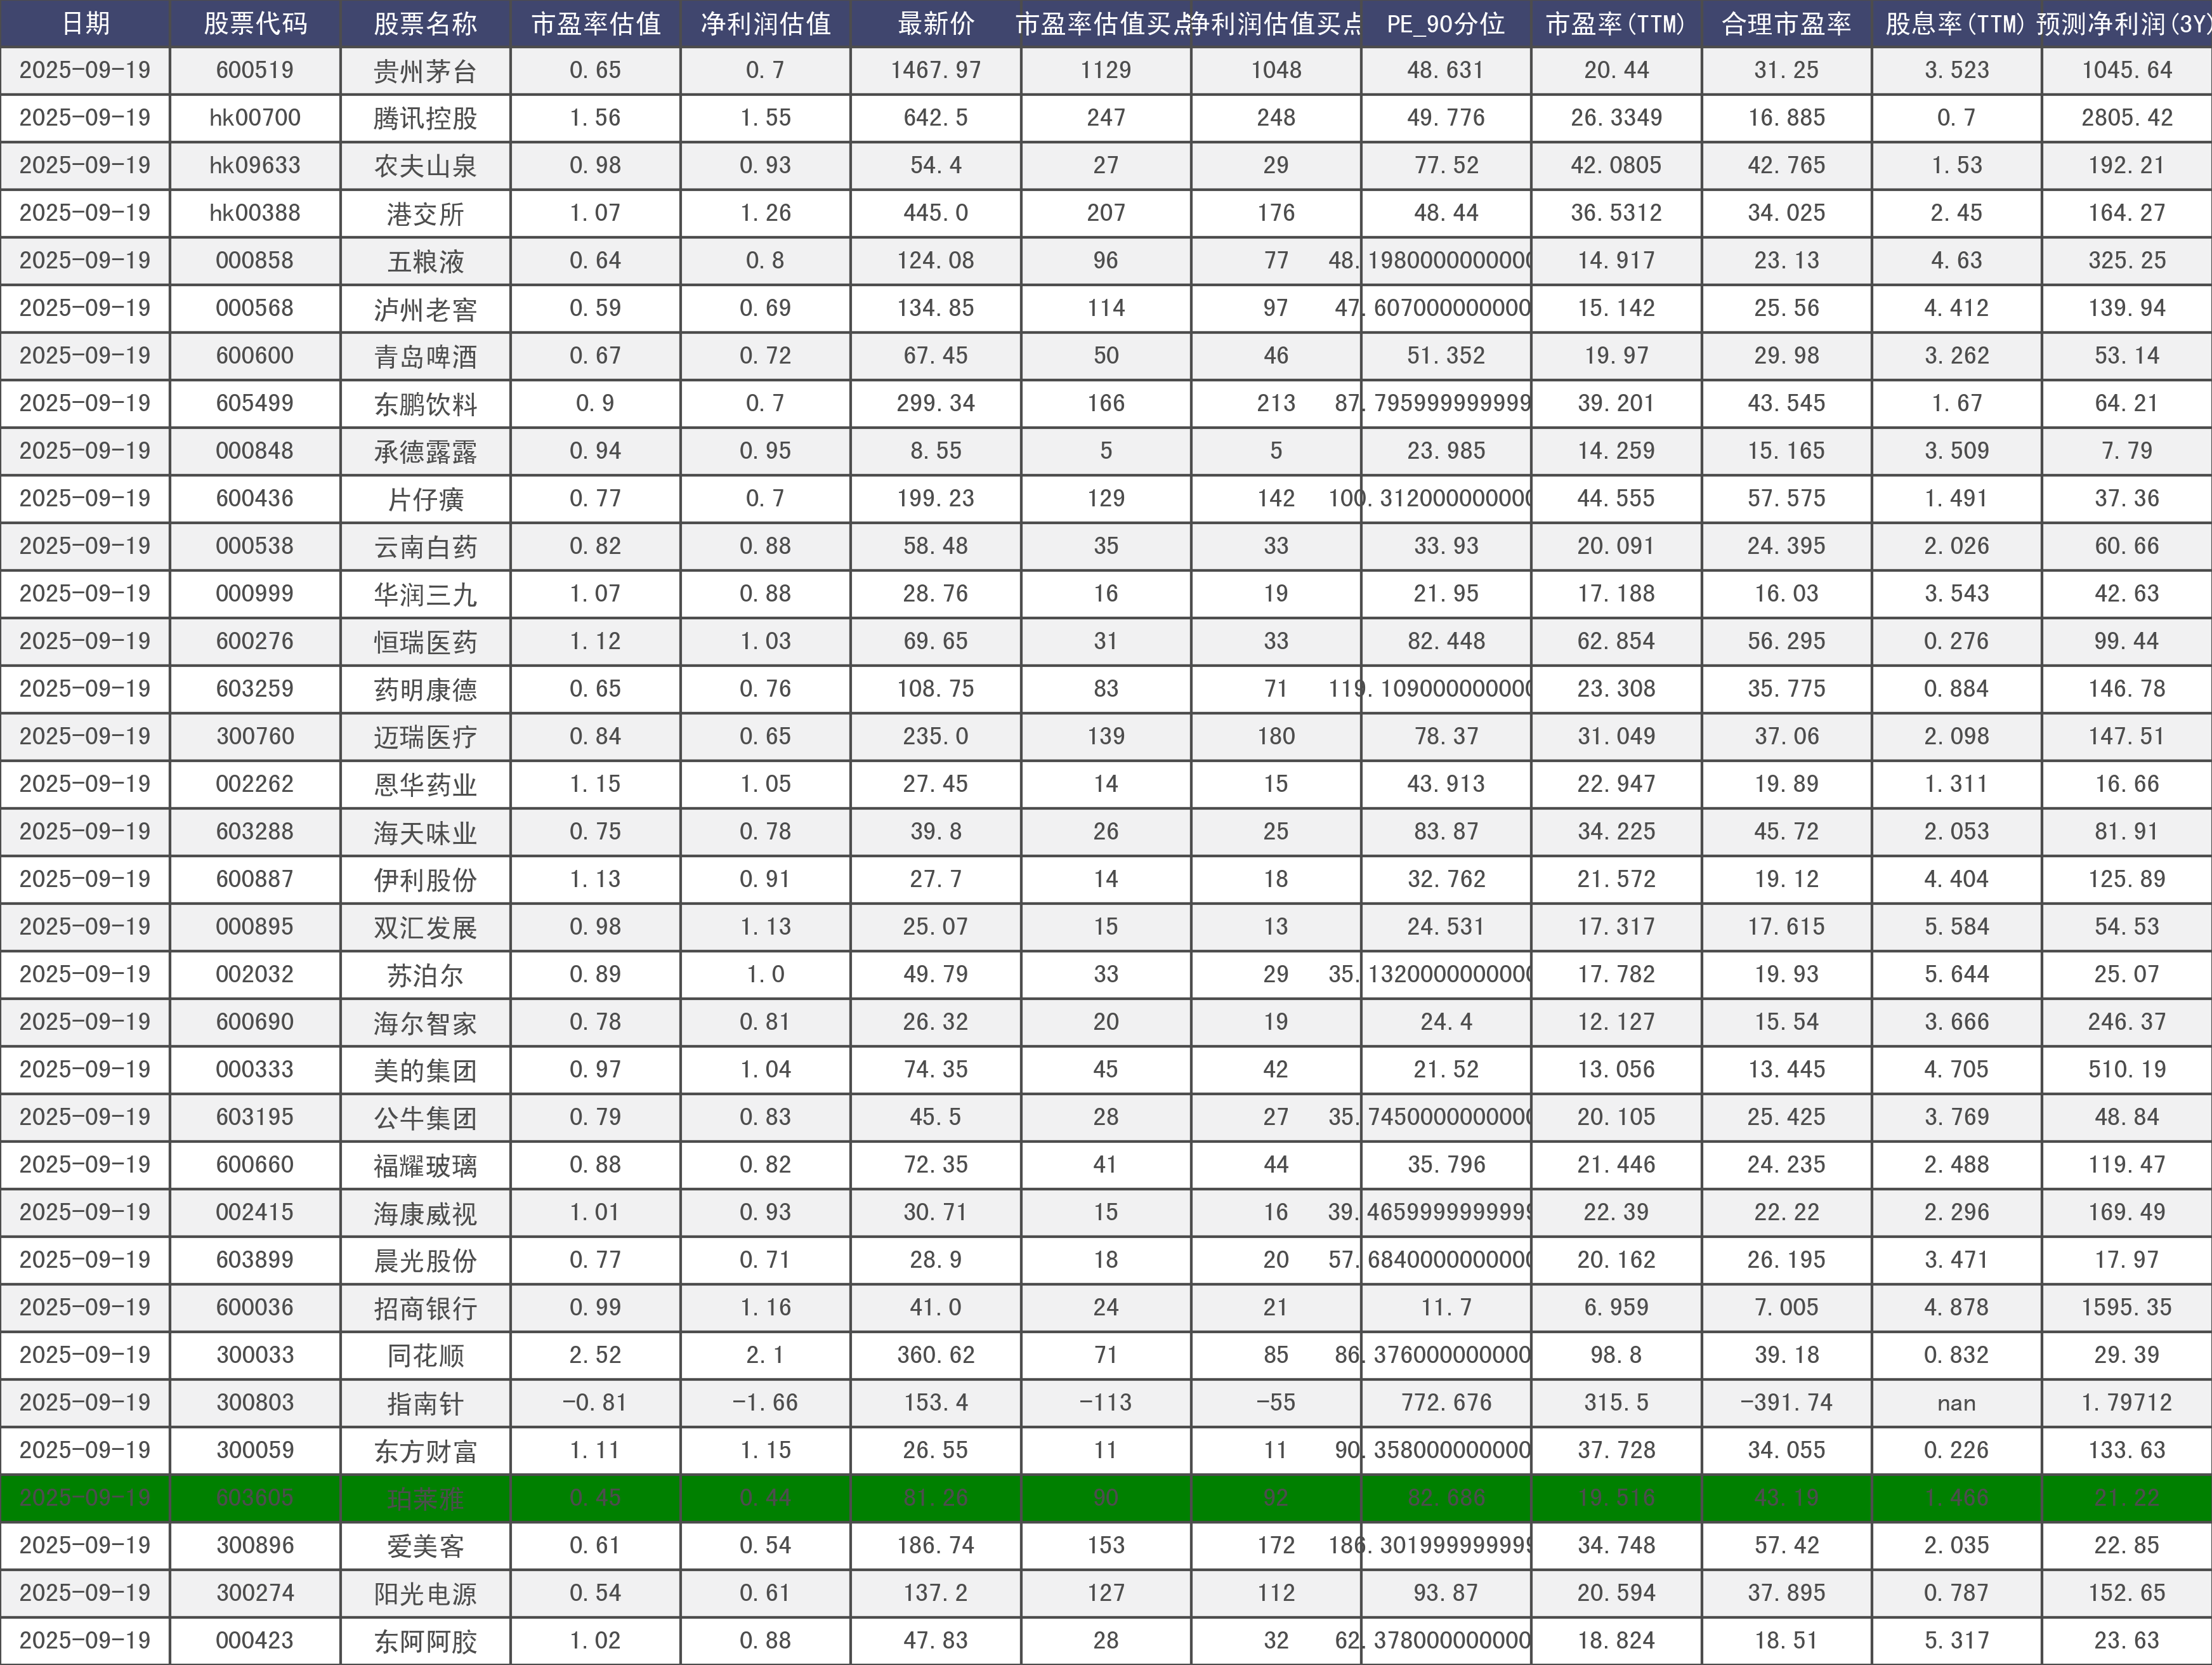 日期 股票代码 股票名称 市盈率估值 净利润估值 最新价 市盈率估值买点 净利润估值买点 PE_90分位 市盈率(TTM) 合理市盈率 股息率(TTM) 预测净利润(3Y)
2025-09-19 600519 贵州茅台 0.65 0.7 1467.97 1129 1048 48.631 20.44 31.25 3.523 1045.64
2025-09-19 hk00700 腾讯控股 1.56 1.55 642.5 247 248 49.776 26.3349 16.885 0.7 2805.42
2025-09-19 hk09633 农夫山泉 0.98 0.93 54.4 27 29 77.52 42.0805 42.765 1.53 192.21
2025-09-19 hk00388 港交所 1.07 1.26 445.0 207 176 48.44 36.5312 34.025 2.45 164.27
2025-09-19 000858 五粮液 0.64 0.8 124.08 96 77 48.1980000000000 14.917 23.13 4.63 325.25
2025-09-19 000568 泸州老窖 0.59 0.69 134.85 114 97 47.607000000000 15.142 25.56 4.412 139.94
2025-09-19 600600 青岛啤酒 0.67 0.72 67.45 50 46 51.352 19.97 29.98 3.262 53.14
2025-09-19 605499 东鹏饮料 0.9 0.7 299.34 166 213 87.795999999999 39.201 43.545 1.67 64.21
2025-09-19 000848 承德露露 0.94 0.95 8.55 5 5 23.985 14.259 15.165 3.509 7.79
2025-09-19 600436 片仔癀 0.77 0.7 199.23 129 142 100.312000000000 44.555 57.575 1.491 37.36
2025-09-19 000538 云南白药 0.82 0.88 58.48 35 33 33.93 20.091 24.395 2.026 60.66
2025-09-19 000999 华润三九 1.07 0.88 28.76 16 19 21.95 17.188 16.03 3.543 42.63
2025-09-19 600276 恒瑞医药 1.12 1.03 69.65 31 33 82.448 62.854 56.295 0.276 99.44
2025-09-19 603259 药明康德 0.65 0.76 108.75 83 71 119.109000000000 23.308 35.775 0.884 146.78
2025-09-19 300760 迈瑞医疗 0.84 0.65 235.0 139 180 78.37 31.049 37.06 2.098 147.51
2025-09-19 002262 恩华药业 1.15 1.05 27.45 14 15 43.913 22.947 19.89 1.311 16.66
2025-09-19 603288 海天味业 0.75 0.78 39.8 26 25 83.87 34.225 45.72 2.053 81.91
2025-09-19 600887 伊利股份 1.13 0.91 27.7 14 18 32.762 21.572 19.12 4.404 125.89
2025-09-19 000895 双汇发展 0.98 1.13 25.07 15 13 24.531 17.317 17.615 5.584 54.53
2025-09-19 002032 苏泊尔 0.89 1.0 49.79 33 29 35.1320000000000 17.782 19.93 5.644 25.07
2025-09-19 600690 海尔智家 0.78 0.81 26.32 20 19 24.4 12.127 15.54 3.666 246.37
2025-09-19 000333 美的集团 0.97 1.04 74.35 45 42 21.52 13.056 13.445 4.705 510.19
2025-09-19 603195 公牛集团 0.79 0.83 45.5 28 27 35.7450000000000 20.105 25.425 3.769 48.84
2025-09-19 600660 福耀玻璃 0.88 0.82 72.35 41 44 35.796 21.446 24.235 2.488 119.47
2025-09-19 002415 海康威视 1.01 0.93 30.71 15 16 39.4659999999999 22.39 22.22 2.296 169.49
2025-09-19 603899 晨光股份 0.77 0.71 28.9 18 20 57.6840000000000 20.162 26.195 3.471 17.97
2025-09-19 600036 招商银行 0.99 1.16 41.0 24 21 11.7 6.959 7.005 4.878 1595.35
2025-09-19 300033 同花顺 2.52 2.1 360.62 71 85 86.376000000000 98.8 39.18 0.832 29.39
2025-09-19 300803 指南针 -0.81 -1.66 153.4 -113 -55 772.676 315.5 -391.74 nan 1.79712
2025-09-19 300059 东方财富 1.11 1.15 26.55 11 11 90.358000000000 37.728 34.055 0.226 133.63
2025-09-19 603605 珀莱雅 0.45 0.44 81.26 90 92 82.686 19.516 43.19 1.466 21.22
2025-09-19 300896 爱美客 0.61 0.54 186.74 153 172 186.301999999999 34.748 57.42 2.035 22.85
2025-09-19 300274 阳光电源 0.54 0.61 137.2 127 112 93.87 20.594 37.895 0.787 152.65
2025-09-19 000423 东阿阿胶 1.02 0.88 47.83 28 32 62.378000000000 18.824 18.51 5.317 23.63